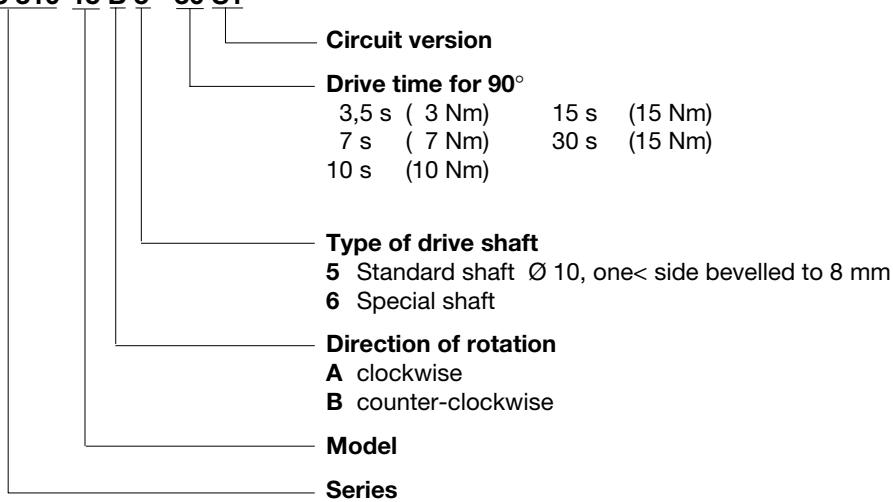 Circuit version
Drive time for 90°
3,5 s ( 3 Nm) 15 s (15 Nm)
7 s ( 7 Nm) 30 s (15 Nm)
10 s (10 Nm)
Type of drive shaft
5 Standard shaft Ø 10, one< side bevelled to 8 mm
6 Special shaft
Direction of rotation
A clockwise
B counter-clockwise
Model
Series